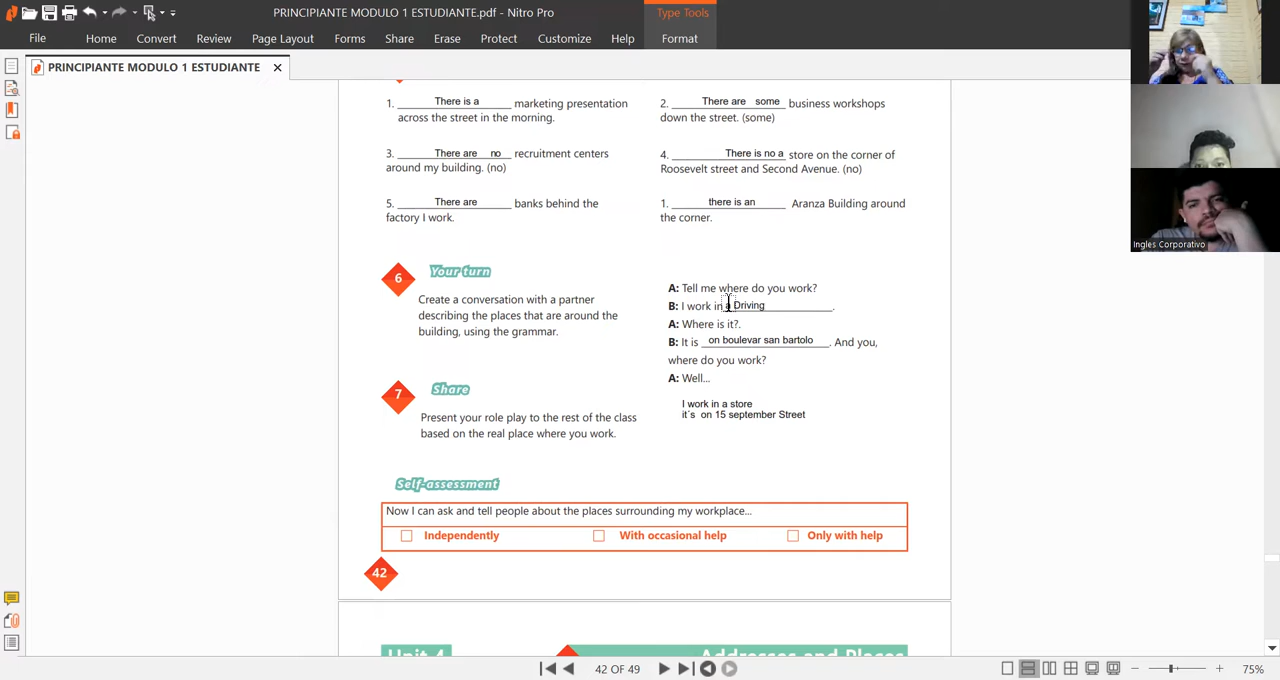 PRINCIPIANTE MODULO 1 ESTUDIANTE.pdf - Nitro Pro
Type Tools
File Home Convert Review Page Layout Forms Share Erase Protect Customize Help Format
PRINCIPIANTE MODULO 1 ESTUDIANTE
1. There is a marketing presentation
across the street in the morning.
2. There are some business workshops
down the street. (some)
3. There are no recruitment centers
around my building. (no)
4. There is no a store on the corner of
Roosevelt street and Second Avenue. (no)
5. There are banks behind the
factory I work.
1. there is an Aranza Building around
the corner.
6 Your turn
Create a conversation with a partner
describing the places that are around the
building, using the grammar.
A: Tell me where do you work?
B: I work in a Driving.
A: Where is it?.
B: It is on boulevar san bartolo. And you,
where do you work?
A: Well...
I work in a store
it´s on 15 september Street
7 Share
Present your role play to the rest of the class
based on the real place where you work.
Self-assessment
Now I can ask and tell people about the places surrounding my workplace...
Independently With occasional help Only with help
42
Unit 4 Addresses and Places
Ingles Corporativo
42 OF 49
75%